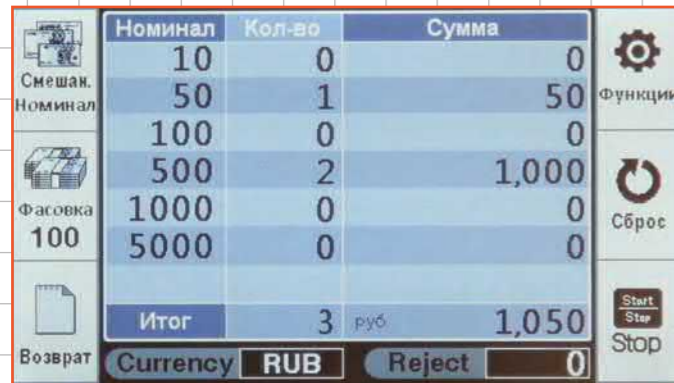 Смешан.
Номинал
Фасовка
100
Возврат
Номинал Кол-во Сумма
10 0 0
50 1 50
100 0 0
500 2 1,000
1000 0 0
5000 0 0
Итог 3 руб 1,050
Currency RUB Reject 0
Функции
Сброс
Start
Stop
Stop